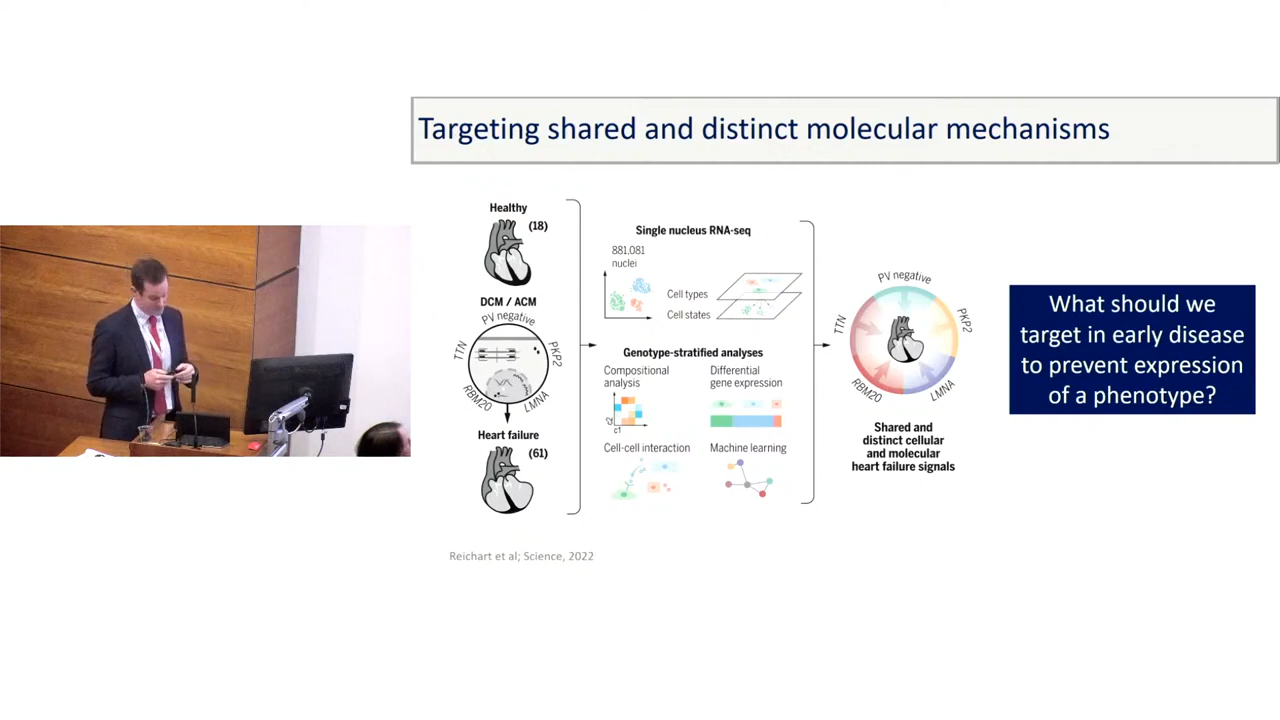 Targeting shared and distinct molecular mechanisms
Healthy
(18)
DCM / ACM
PV negative
TTN
PKP2
RBM20
LMNA
Heart failure
(61)
Single nucleus RNA-seq
881,081
nuclei
Cell types
Cell states
Genotype-stratified analyses
Compositional
analysis
c2
c1
Differential
gene expression
Cell-cell interaction
Machine learning
PV negative
TTN
PKP2
RBM20
LMNA
Shared and
distinct cellular
and molecular
heart failure signals
What should we
target in early disease
to prevent expression
of a phenotype?
Reichart et al; Science, 2022